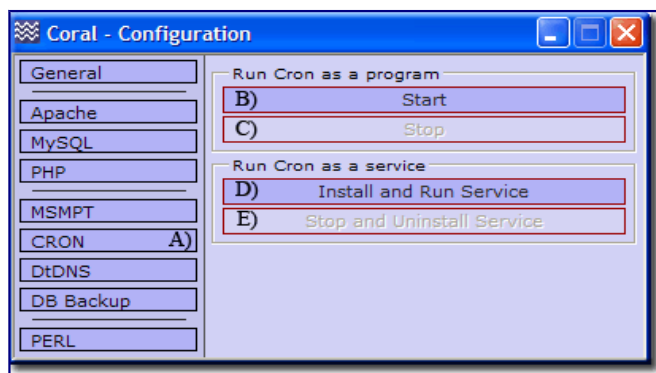 Coral - Configuration
General
Apache
MySQL
PHP
MSMPT
CRON A)
DtDNS
DB Backup
PERL
Run Cron as a program
B) Start
C) Stop
Run Cron as a service
D) Install and Run Service
E) Stop and Uninstall Service